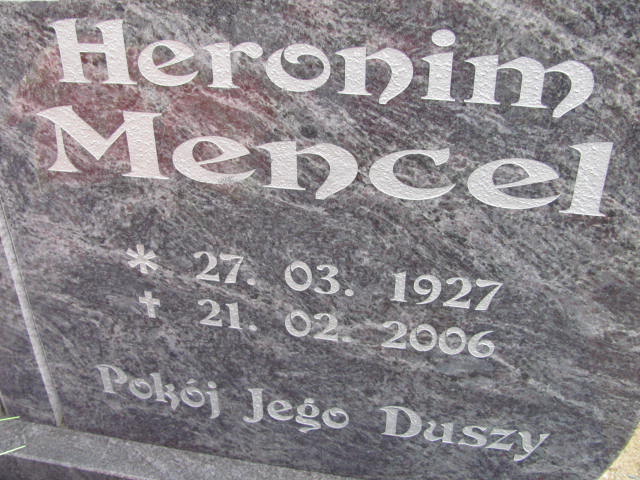 Heronim
Mencel
* 27. 03. 1927
✝ 21. 02. 2006
Pokój Jego Duszy